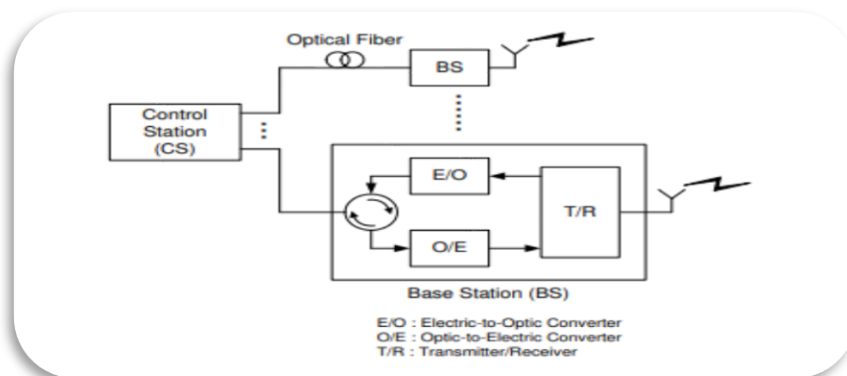 Optical Fiber
BS
Control
Station
(CS)
E/O
T/R
O/E
Base Station (BS)
E/O : Electric-to-Optic Converter
O/E : Optic-to-Electric Converter
T/R : Transmitter/Receiver